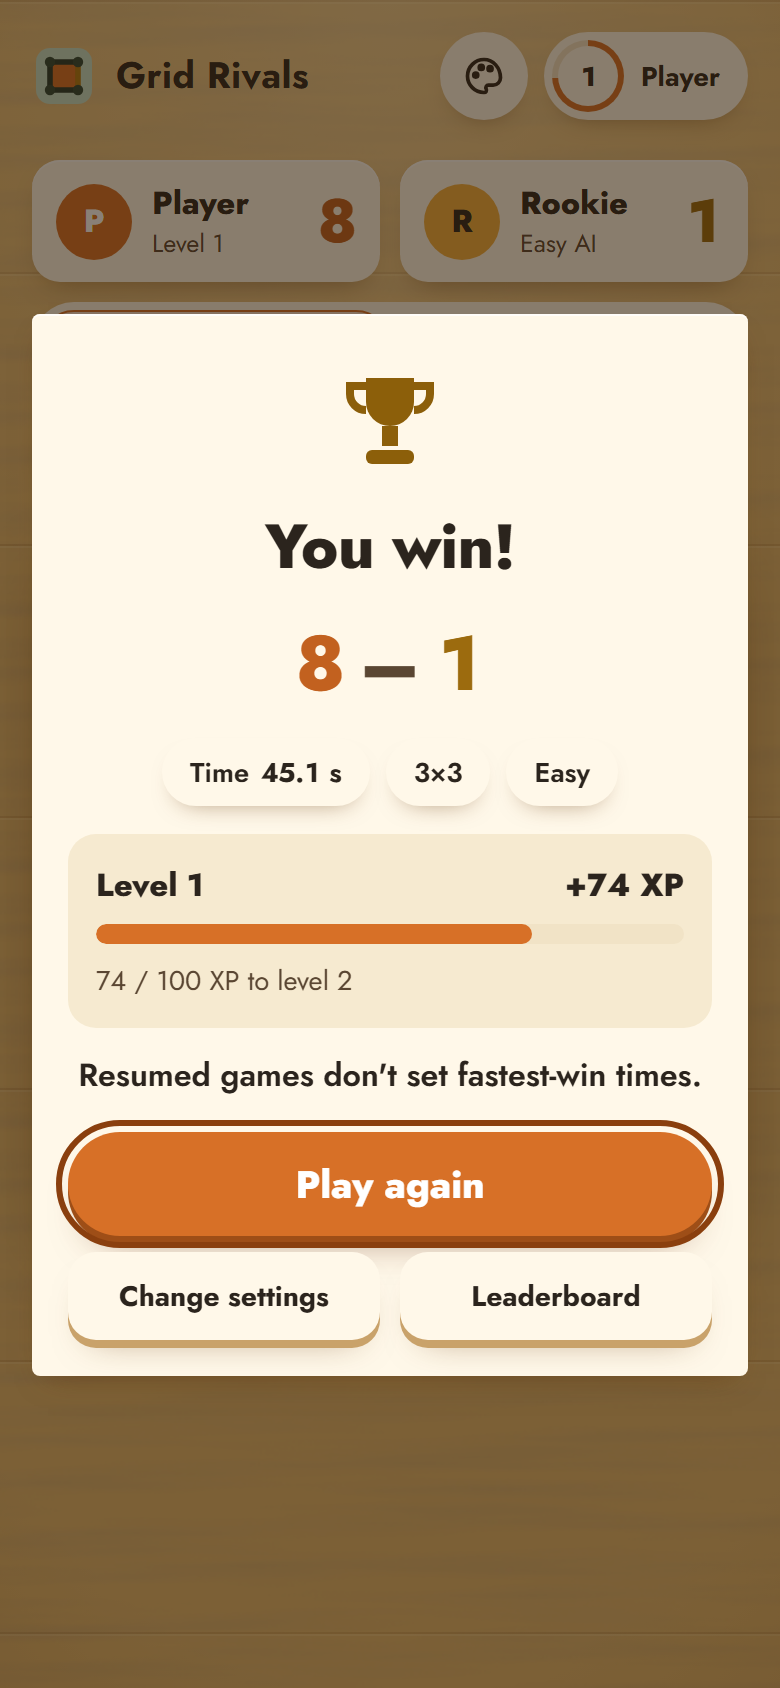 Grid Rivals
1 Player
P Player 8
Level 1
R Rookie 1
Easy AI
You win!
8 – 1
Time 45.1 s 3×3 Easy
Level 1 +74 XP
74 / 100 XP to level 2
Resumed games don't set fastest-win times.
Play again
Change settings Leaderboard